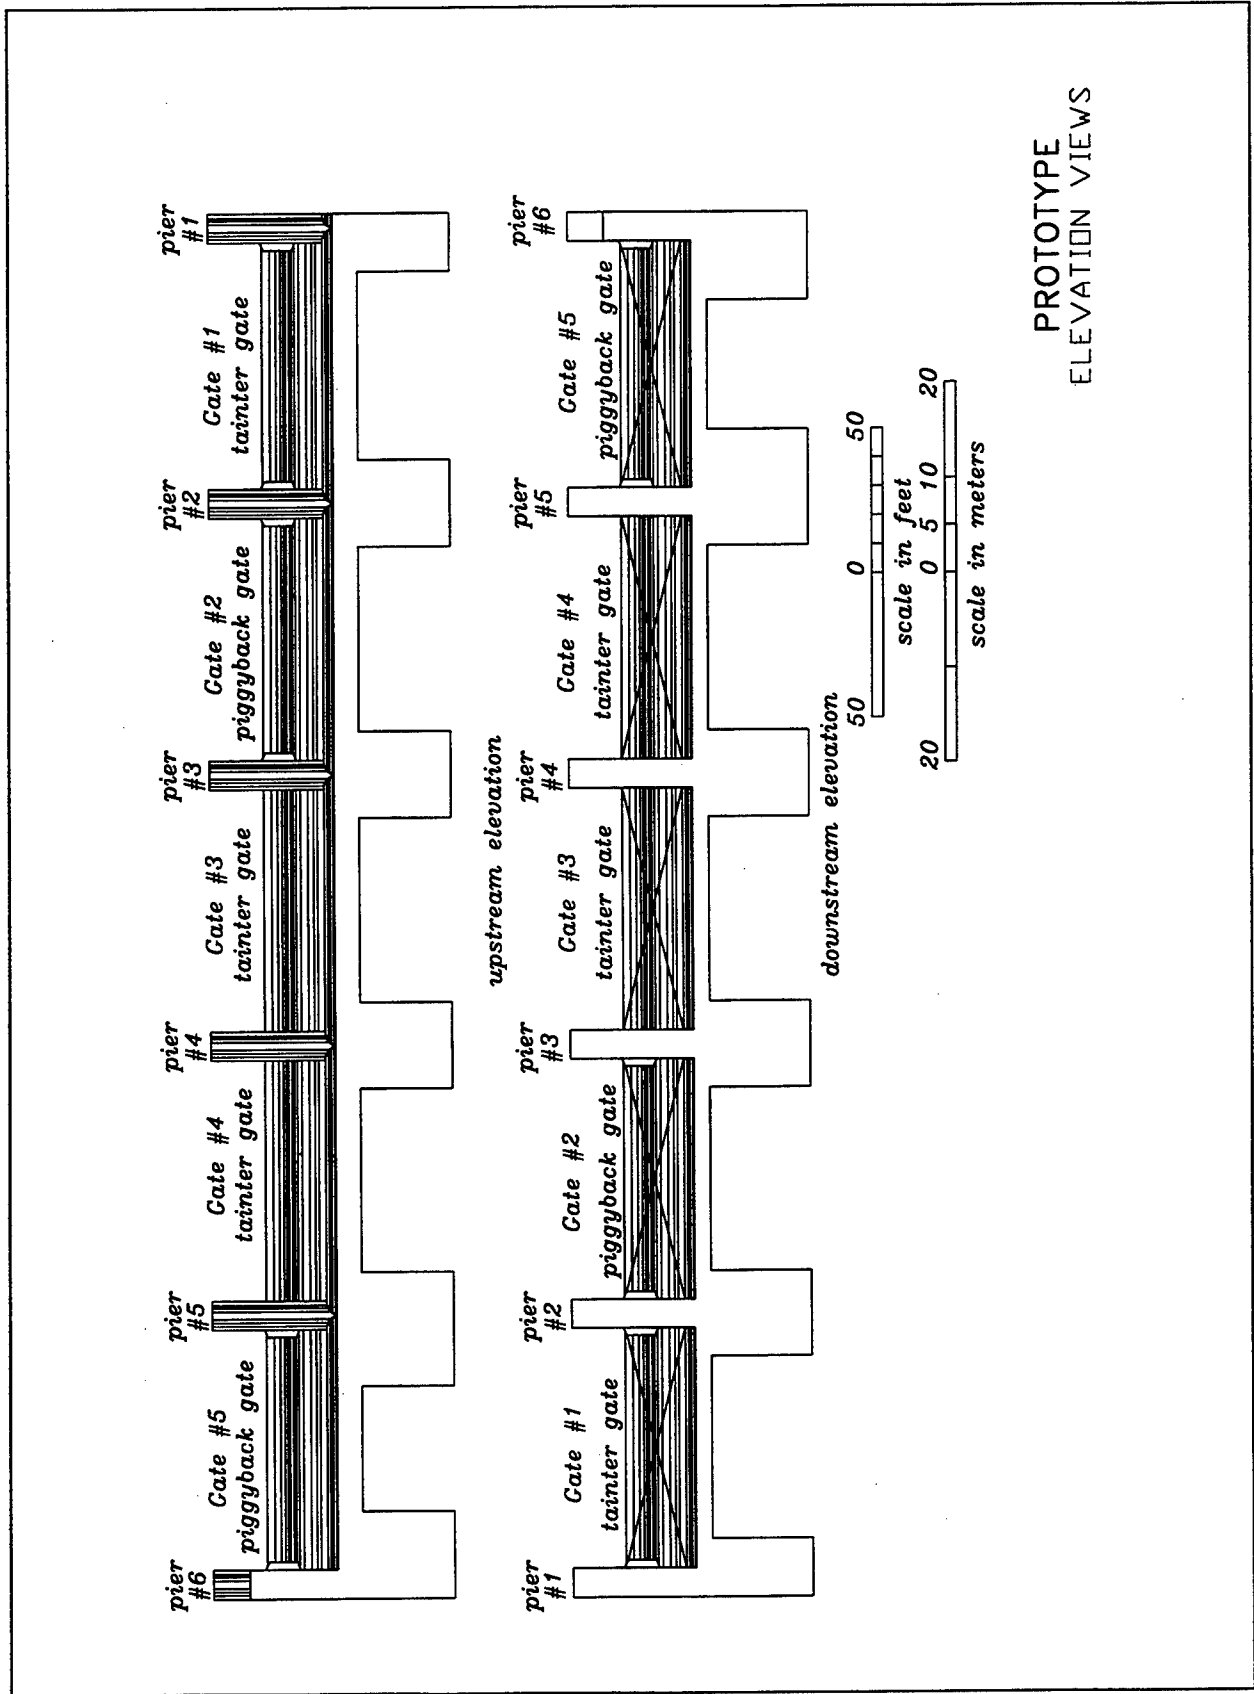 pier
#6
Gate #5
piggyback gate
pier
#5
Gate #4
tainter gate
pier
#4
Gate #3
tainter gate
pier
#3
Gate #2
piggyback gate
pier
#2
Gate #1
tainter gate
pier
#1
upstream elevation
pier
#1
Gate #1
tainter gate
pier
#2
Gate #2
piggyback gate
pier
#3
Gate #3
tainter gate
pier
#4
Gate #4
tainter gate
pier
#5
Gate #5
piggyback gate
pier
#6
downstream elevation
50 0 50
scale in feet
20 0 5 10 20
scale in meters
PROTOTYPE
ELEVATION VIEWS